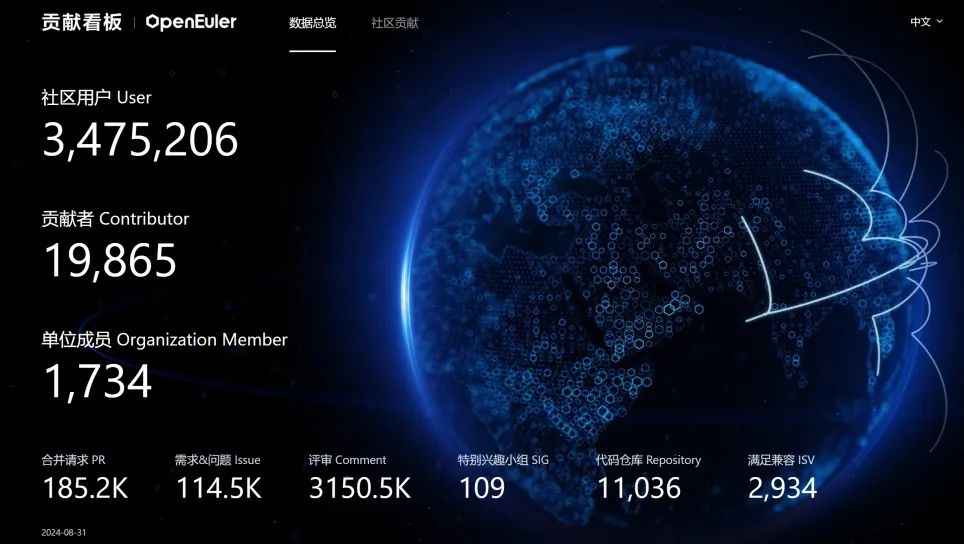 贡献看板 | OpenEuler 数据总览 社区贡献 中文
社区用户 User
3,475,206
贡献者 Contributor
19,865
单位成员 Organization Member
1,734
合并请求 PR 需求&问题 Issue 评审 Comment 特别兴趣小组 SIG 代码仓库 Repository 满足兼容 ISV
185.2K 114.5K 3150.5K 109 11,036 2,934
2024-08-31